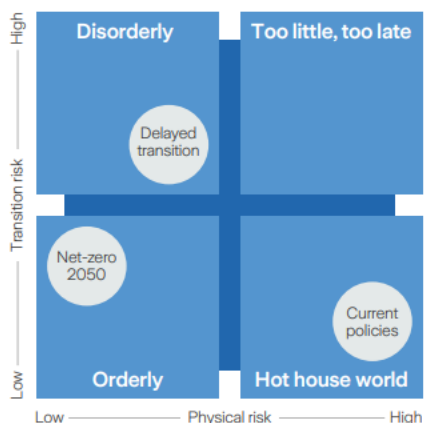 High
Transition risk
Low
Disorderly
Too little, too late
Delayed
transition
Net-zero
2050
Current
policies
Orderly
Hot house world
Low
Physical risk
High